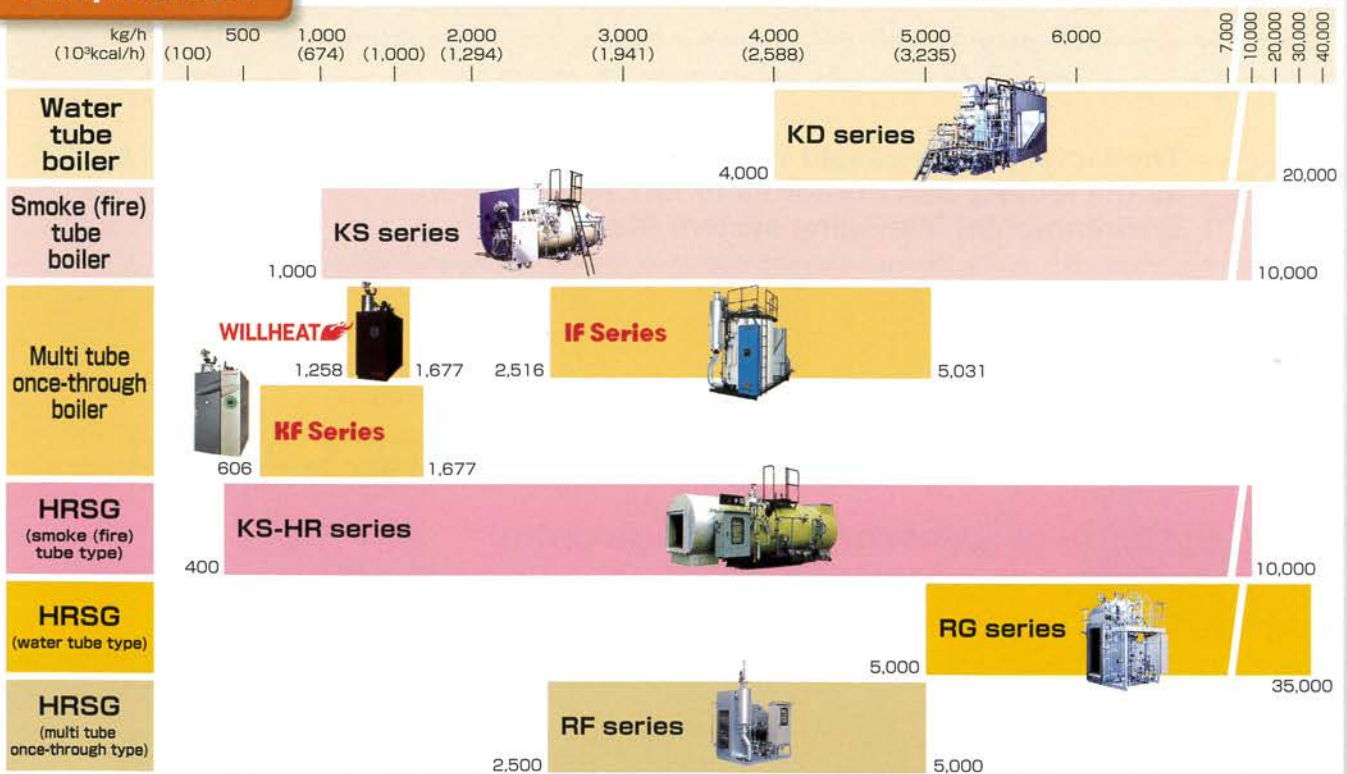 kg/h
(10³kcal/h)
(100)
500
1,000
(674)
(1,000)
2,000
(1,294)
3,000
(1,941)
4,000
(2,588)
5,000
(3,235)
6,000
7,000
10,000
20,000
30,000
40,000
Water
tube
boiler
KD series
4,000
20,000
Smoke (fire)
tube
boiler
KS series
1,000
10,000
Multi tube
once-through
boiler
WILLHEAT
1,258
1,677
IF Series
2,516
5,031
KF Series
606
1,677
HRSG
(smoke (fire)
tube type)
KS-HR series
400
10,000
HRSG
(water tube type)
RG series
5,000
35,000
HRSG
(multi tube
once-through type)
RF series
2,500
5,000